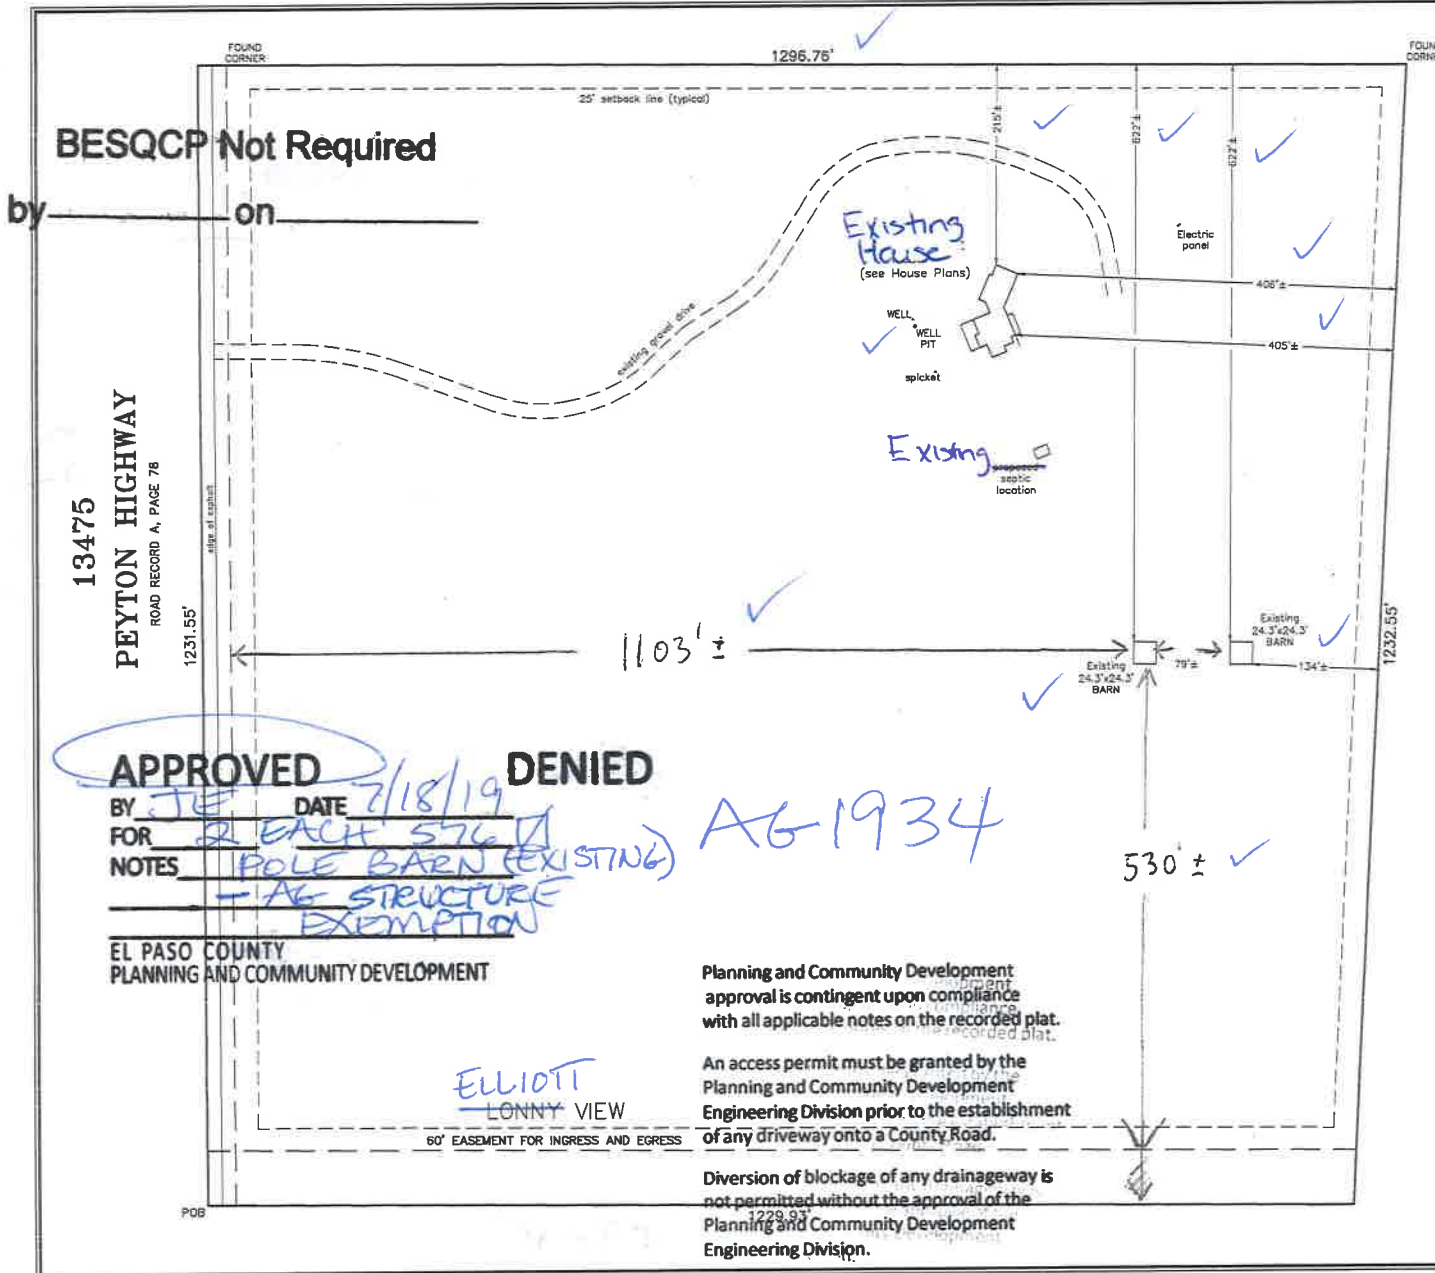 FOUND
CORNER
1296.76'
FOUN
CORNE
25' setback line (typical)
BESQCP Not Required
by on
215'±
622'±
622'±
Electric
panel
Existing
House
(see House Plans)
406'±
WELL
WELL
PIT
405'±
spicket
existing gravel drive
Existing
proposed
septic
location
13475
PEYTON HIGHWAY
ROAD RECORD A, PAGE 78
edge of asphalt
1231.55'
1103' ±
Existing
24.3'x24.3'
BARN
79'±
Existing
24.3'x24.3'
BARN
134'±
1232.55'
APPROVED DENIED
BY JE DATE 7/18/19
FOR 2 EACH 576
NOTES POLE BARN (EXISTING)
- AG STRUCTURE
EXEMPTION
AG 1934
530' ±
EL PASO COUNTY
PLANNING AND COMMUNITY DEVELOPMENT
Planning and Community Development
approval is contingent upon compliance
with all applicable notes on the recorded plat.
An access permit must be granted by the
Planning and Community Development
Engineering Division prior to the establishment
of any driveway onto a County Road.
Diversion of blockage of any drainageway is
not permitted without the approval of the
Planning and Community Development
Engineering Division.
ELLIOTT
LONNY VIEW
60' EASEMENT FOR INGRESS AND EGRESS
POB
1229.93'